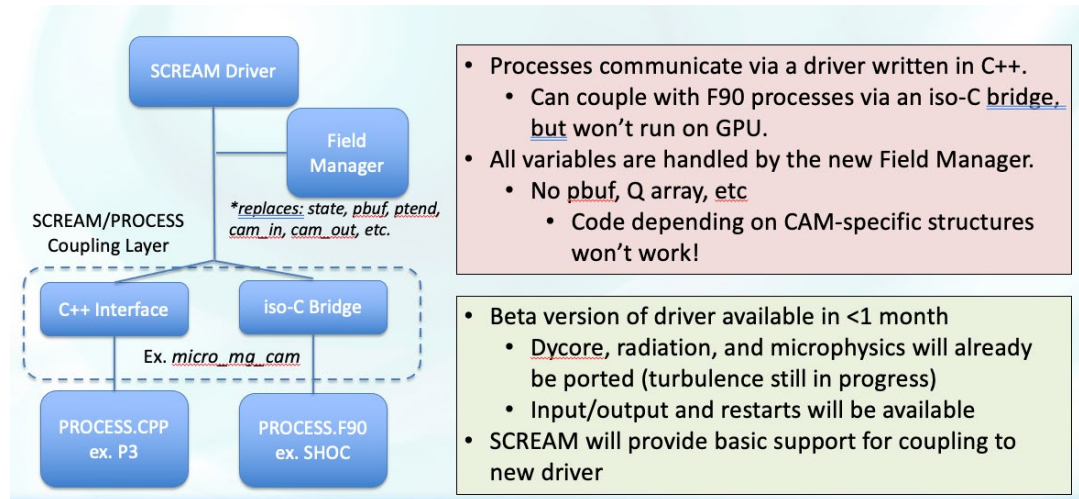 SCREAM Driver
Field
Manager
*replaces: state, pbuf, ptend,
cam_in, cam_out, etc.
SCREAM/PROCESS
Coupling Layer
C++ Interface
iso-C Bridge
Ex. micro_mg_cam
PROCESS.CPP
ex. P3
PROCESS.F90
ex. SHOC
• Processes communicate via a driver written in C++.
• Can couple with F90 processes via an iso-C bridge,
but won’t run on GPU.
• All variables are handled by the new Field Manager.
• No pbuf, Q array, etc
• Code depending on CAM-specific structures
won’t work!
• Beta version of driver available in <1 month
• Dycore, radiation, and microphysics will already
be ported (turbulence still in progress)
• Input/output and restarts will be available
• SCREAM will provide basic support for coupling to
new driver